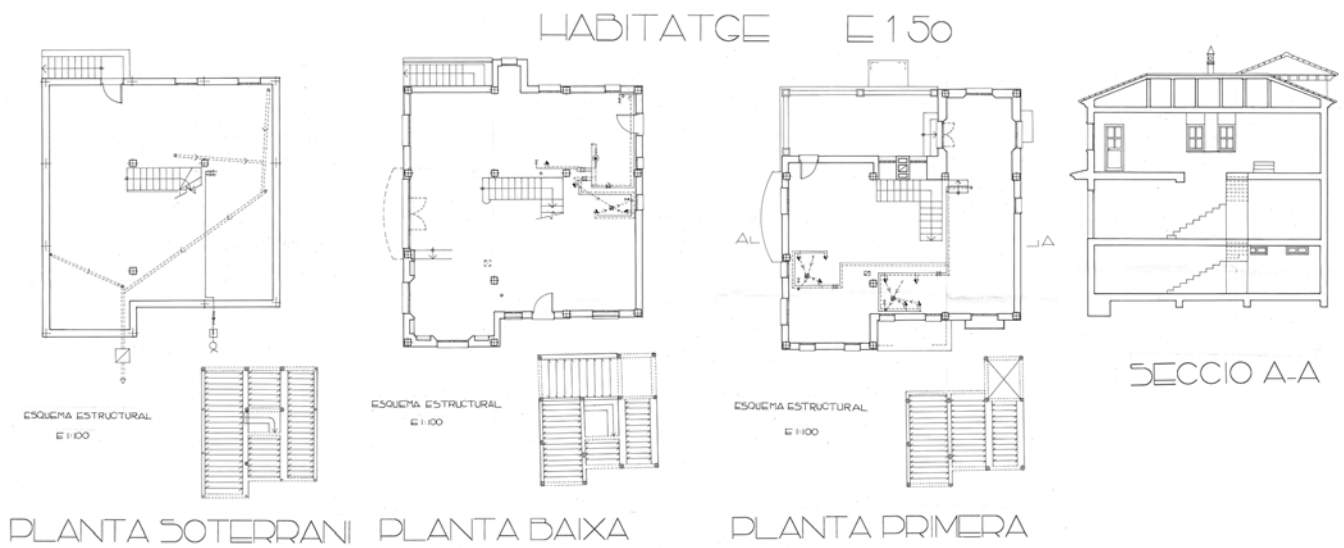 HABITATGE E 1 50
ESQUEMA ESTRUCTURAL
E 1:100
PLANTA SOTERRANI
ESQUEMA ESTRUCTURAL
E 1:100
PLANTA BAIXA
A
A
ESQUEMA ESTRUCTURAL
E 1:100
PLANTA PRIMERA
SECCIO A-A